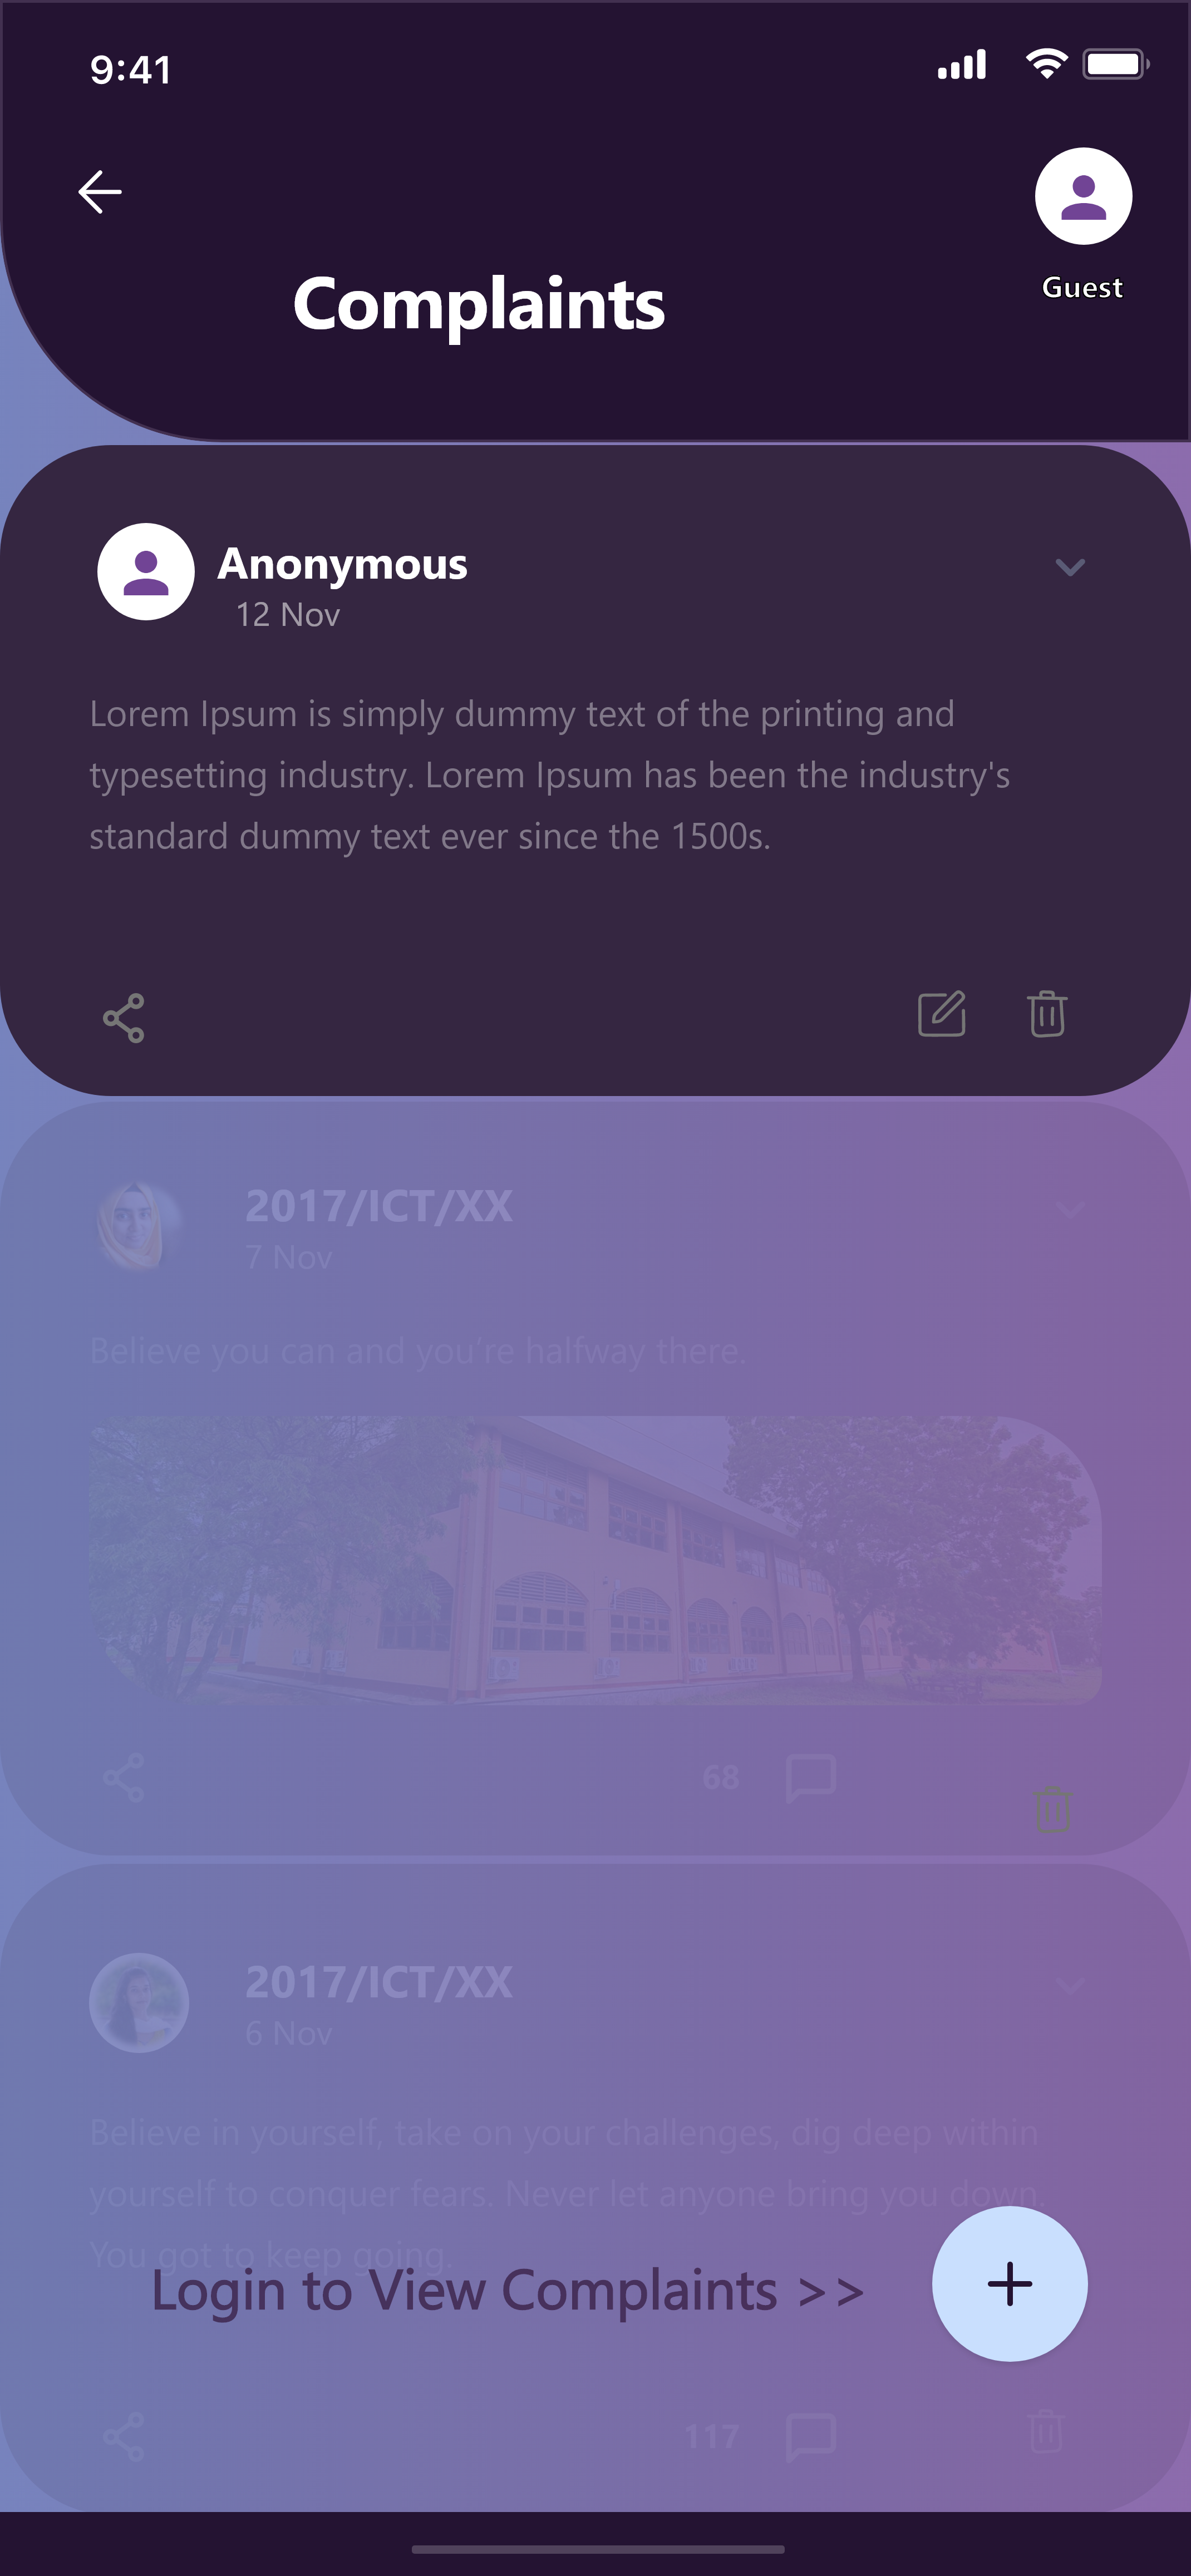 9:41
Guest
Complaints
Anonymous
12 Nov
Lorem Ipsum is simply dummy text of the printing and
typesetting industry. Lorem Ipsum has been the industry's
standard dummy text ever since the 1500s.
2017/ICT/XX
7 Nov
Believe you can and you're halfway there.
68
2017/ICT/XX
6 Nov
Believe in yourself, take on your challenges, dig deep within
yourself to conquer fears. Never let anyone bring you down.
You got to keep going.
Login to View Complaints >>
117